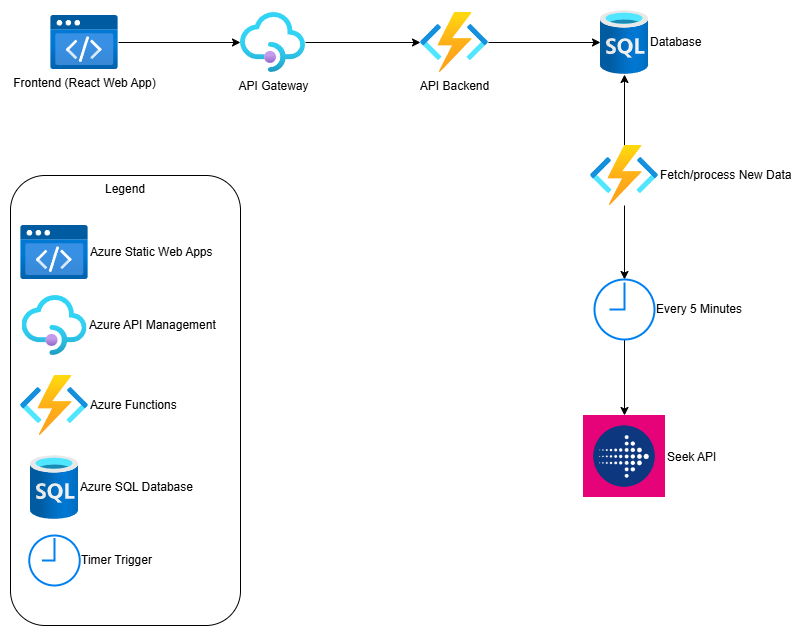 Frontend (React Web App)
API Gateway
API Backend
SQL
Database
Fetch/process New Data
Every 5 Minutes
Seek API
Legend
Azure Static Web Apps
Azure API Management
Azure Functions
SQL
Azure SQL Database
Timer Trigger